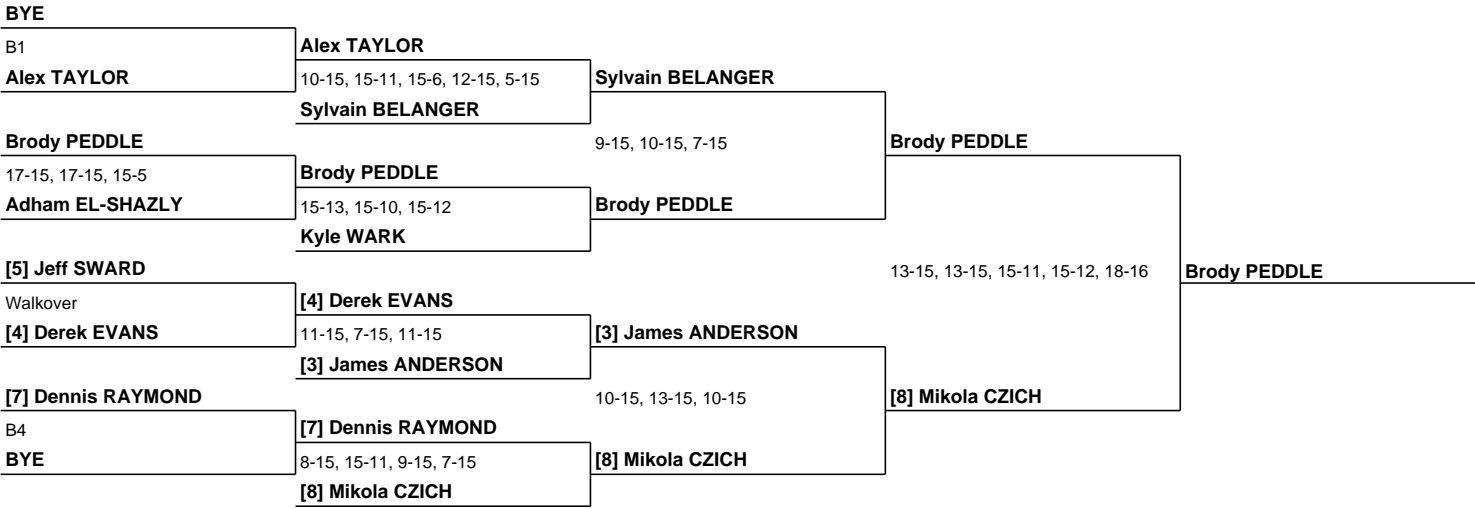 BYE
B1
Alex TAYLOR
Alex TAYLOR
10-15, 15-11, 15-6, 12-15, 5-15
Sylvain BELANGER
Sylvain BELANGER
9-15, 10-15, 7-15
Brody PEDDLE
17-15, 17-15, 15-5
Adham EL-SHAZLY
Brody PEDDLE
15-13, 15-10, 15-12
Kyle WARK
Brody PEDDLE
Brody PEDDLE
[5] Jeff SWARD
Walkover
[4] Derek EVANS
[4] Derek EVANS
11-15, 7-15, 11-15
[3] James ANDERSON
[3] James ANDERSON
10-15, 13-15, 10-15
[7] Dennis RAYMOND
B4
BYE
[7] Dennis RAYMOND
8-15, 15-11, 9-15, 7-15
[8] Mikola CZICH
[8] Mikola CZICH
[8] Mikola CZICH
13-15, 13-15, 15-11, 15-12, 18-16
Brody PEDDLE